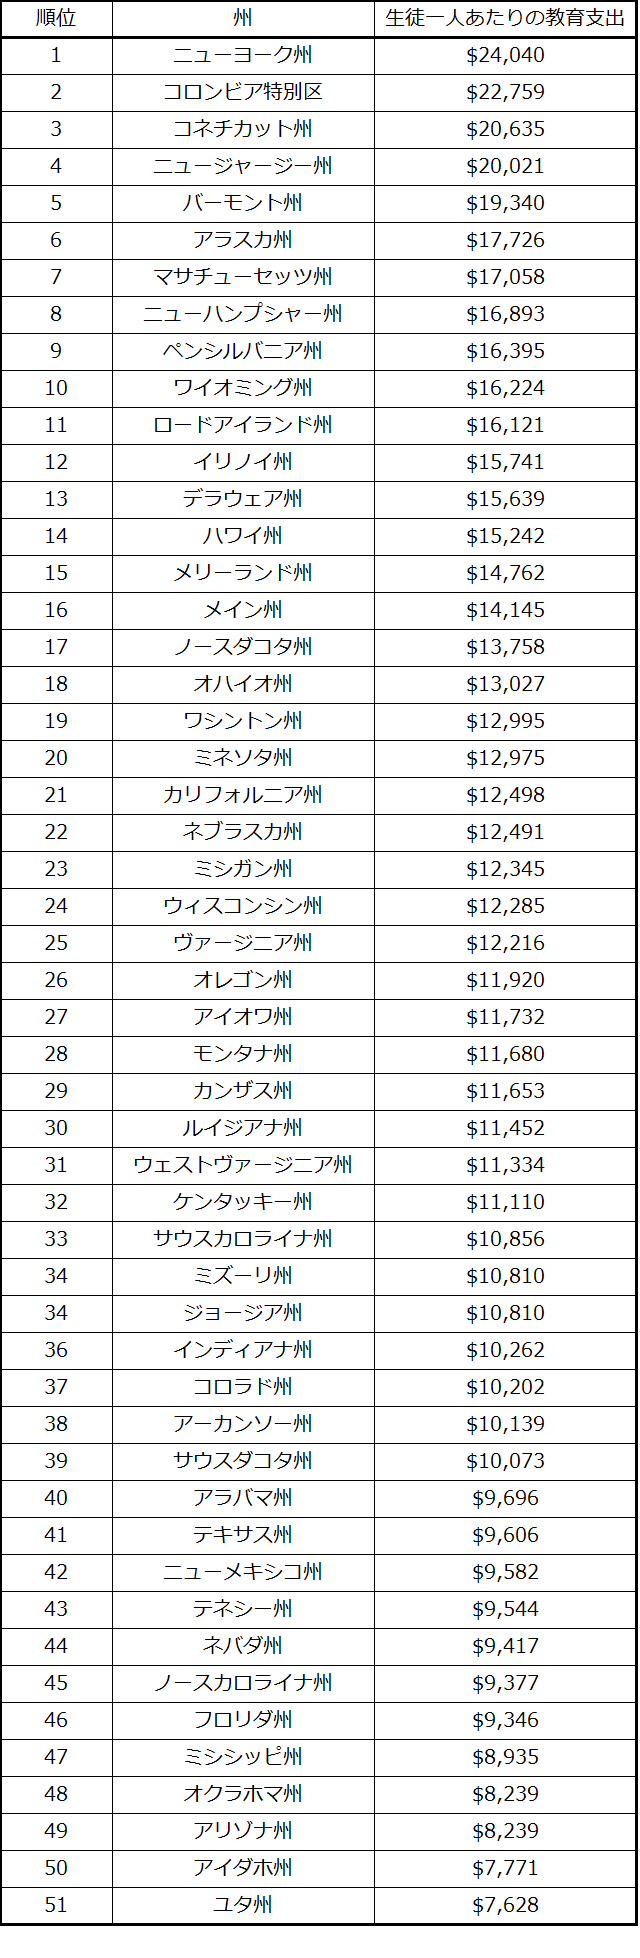 順位 州 生徒一人あたりの教育支出
1 ニューヨーク州 $24,040
2 コロンビア特別区 $22,759
3 コネチカット州 $20,635
4 ニュージャージー州 $20,021
5 バーモント州 $19,340
6 アラスカ州 $17,726
7 マサチューセッツ州 $17,058
8 ニューハンプシャー州 $16,893
9 ペンシルバニア州 $16,395
10 ワイオミング州 $16,224
11 ロードアイランド州 $16,121
12 イリノイ州 $15,741
13 デラウェア州 $15,639
14 ハワイ州 $15,242
15 メリーランド州 $14,762
16 メイン州 $14,145
17 ノースダコタ州 $13,758
18 オハイオ州 $13,027
19 ワシントン州 $12,995
20 ミネソタ州 $12,975
21 カリフォルニア州 $12,498
22 ネブラスカ州 $12,491
23 ミシガン州 $12,345
24 ウィスコンシン州 $12,285
25 ヴァージニア州 $12,216
26 オレゴン州 $11,920
27 アイオワ州 $11,732
28 モンタナ州 $11,680
29 カンザス州 $11,653
30 ルイジアナ州 $11,452
31 ウェストヴァージニア州 $11,334
32 ケンタッキー州 $11,110
33 サウスカロライナ州 $10,856
34 ミズーリ州 $10,810
34 ジョージア州 $10,810
36 インディアナ州 $10,262
37 コロラド州 $10,202
38 アーカンソー州 $10,139
39 サウスダコタ州 $10,073
40 アラバマ州 $9,696
41 テキサス州 $9,606
42 ニューメキシコ州 $9,582
43 テネシー州 $9,544
44 ネバダ州 $9,417
45 ノースカロライナ州 $9,377
46 フロリダ州 $9,346
47 ミシシッピ州 $8,935
48 オクラホマ州 $8,239
49 アリゾナ州 $8,239
50 アイダホ州 $7,771
51 ユタ州 $7,628